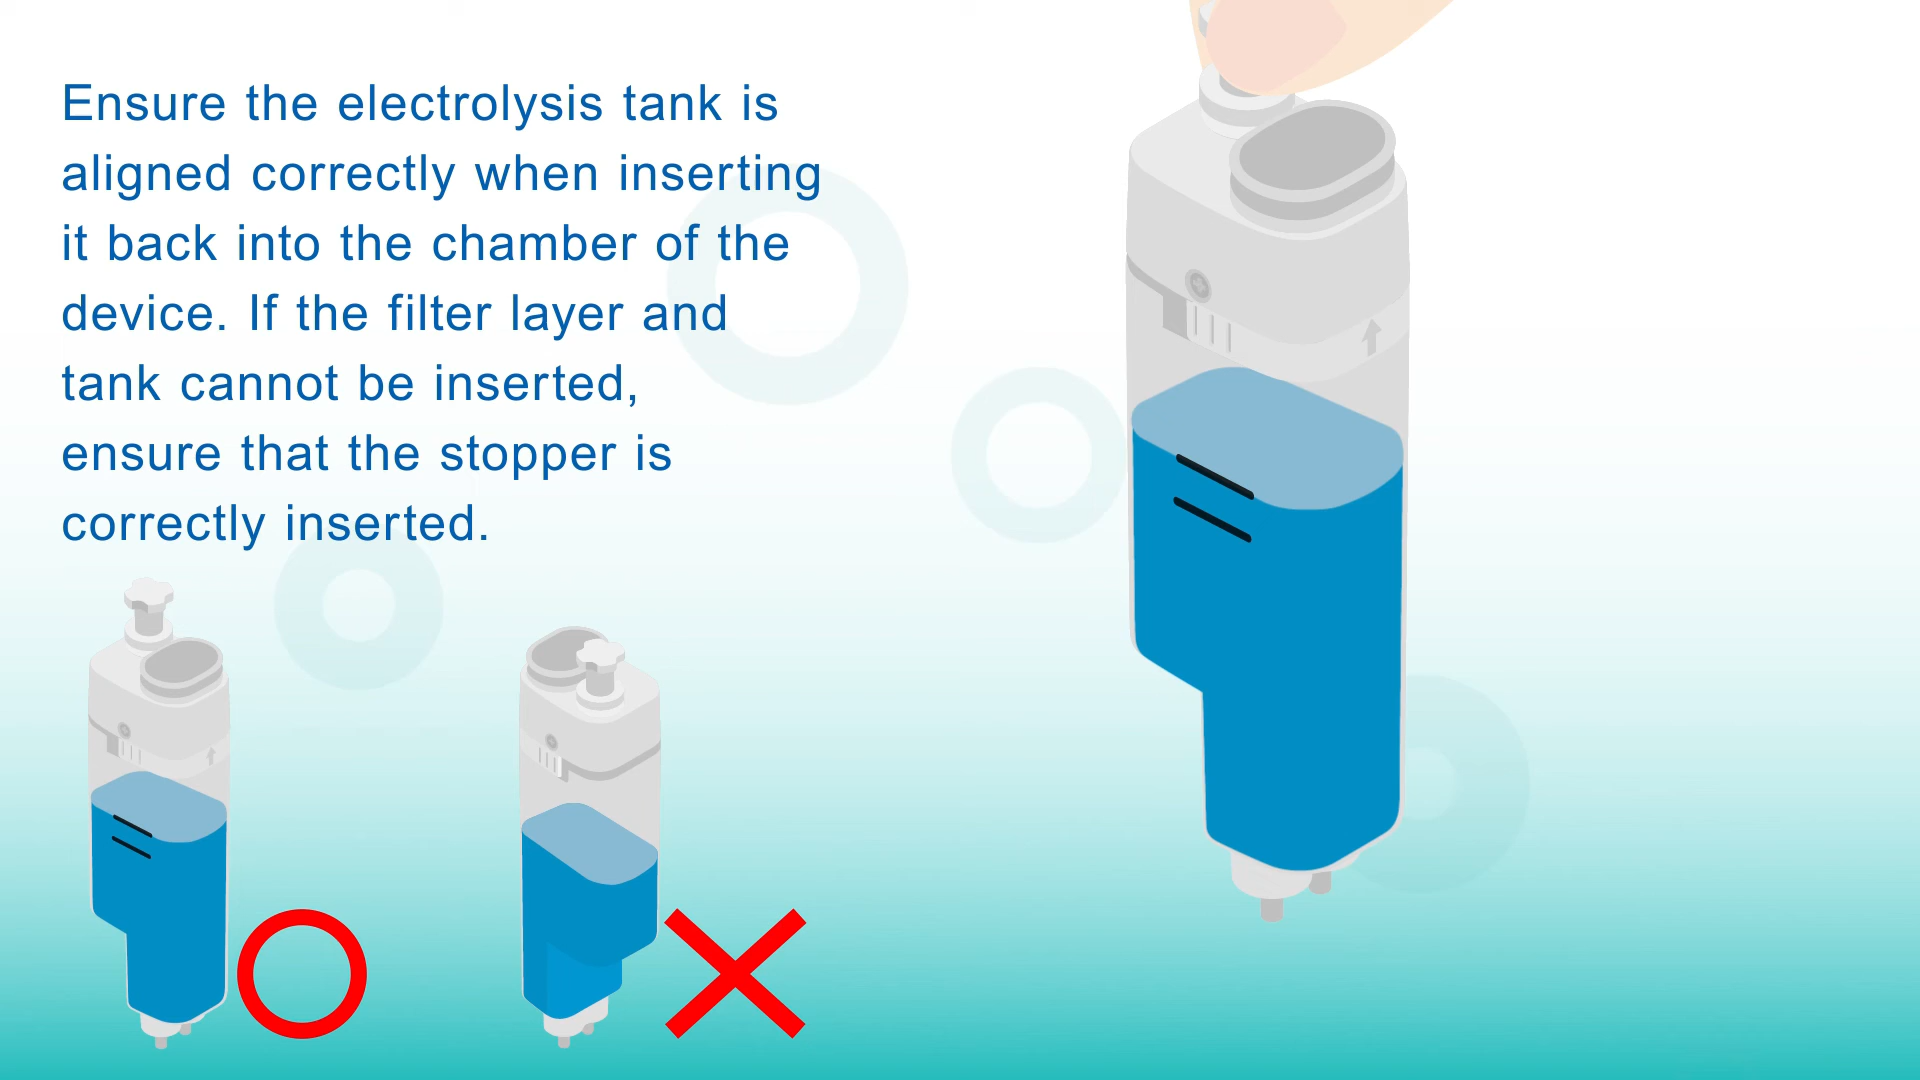 Ensure the electrolysis tank is
aligned correctly when inserting
it back into the chamber of the
device. If the filter layer and
tank cannot be inserted,
ensure that the stopper is
correctly inserted.